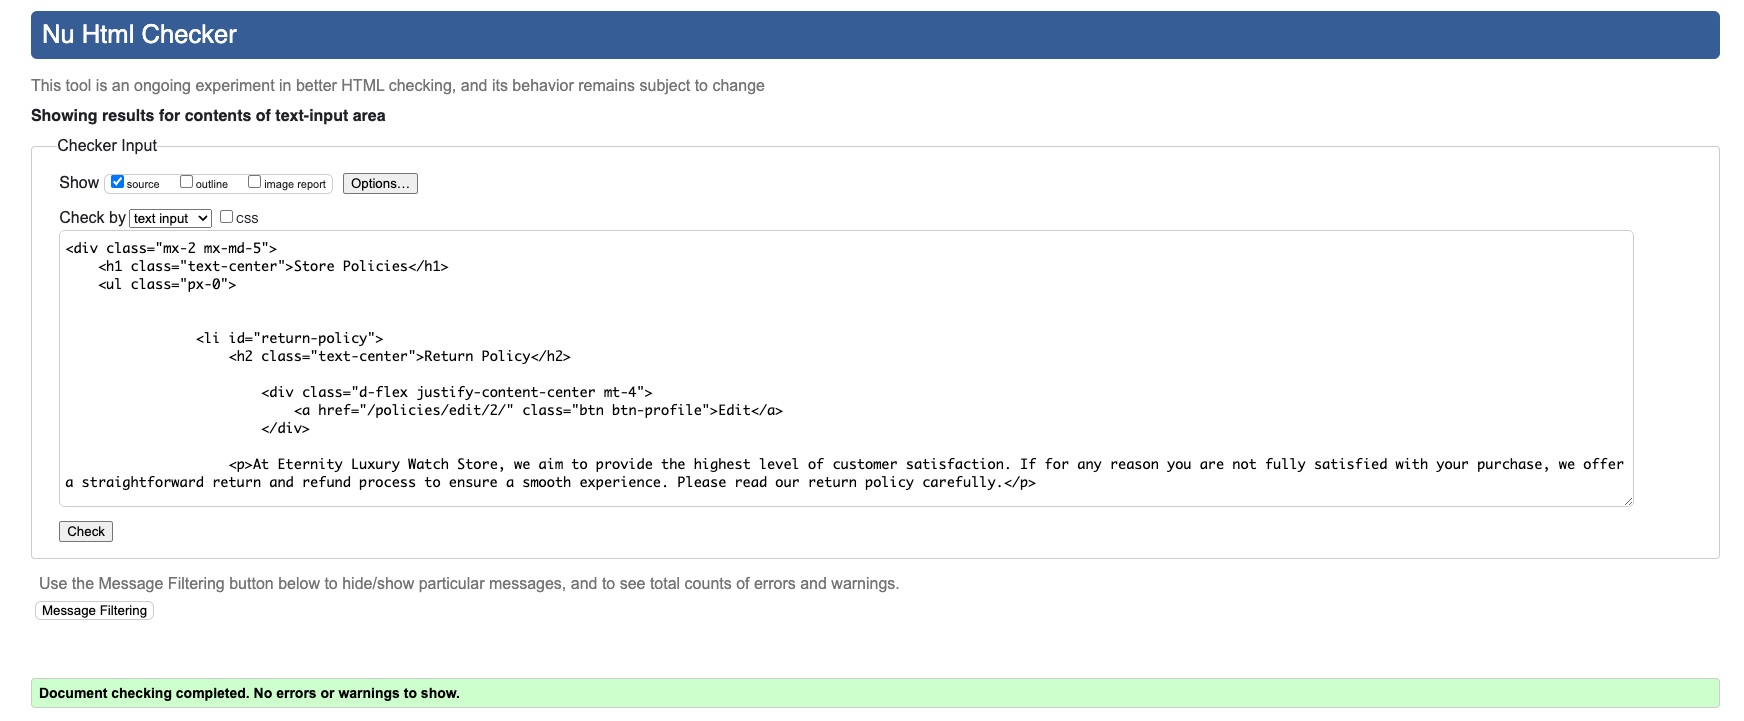 Nu Html Checker
This tool is an ongoing experiment in better HTML checking, and its behavior remains subject to change
Showing results for contents of text-input area
Checker Input
Show source outline image report Options...
Check by text input css
<div class="mx-2 mx-md-5">
<h1 class="text-center">Store Policies</h1>
<ul class="px-0">
<li id="return-policy">
<h2 class="text-center">Return Policy</h2>
<div class="d-flex justify-content-center mt-4">
<a href="/policies/edit/2/" class="btn btn-profile">Edit</a>
</div>
<p>At Eternity Luxury Watch Store, we aim to provide the highest level of customer satisfaction. If for any reason you are not fully satisfied with your purchase, we offer
a straightforward return and refund process to ensure a smooth experience. Please read our return policy carefully.</p>
Check
Use the Message Filtering button below to hide/show particular messages, and to see total counts of errors and warnings.
Message Filtering
Document checking completed. No errors or warnings to show.